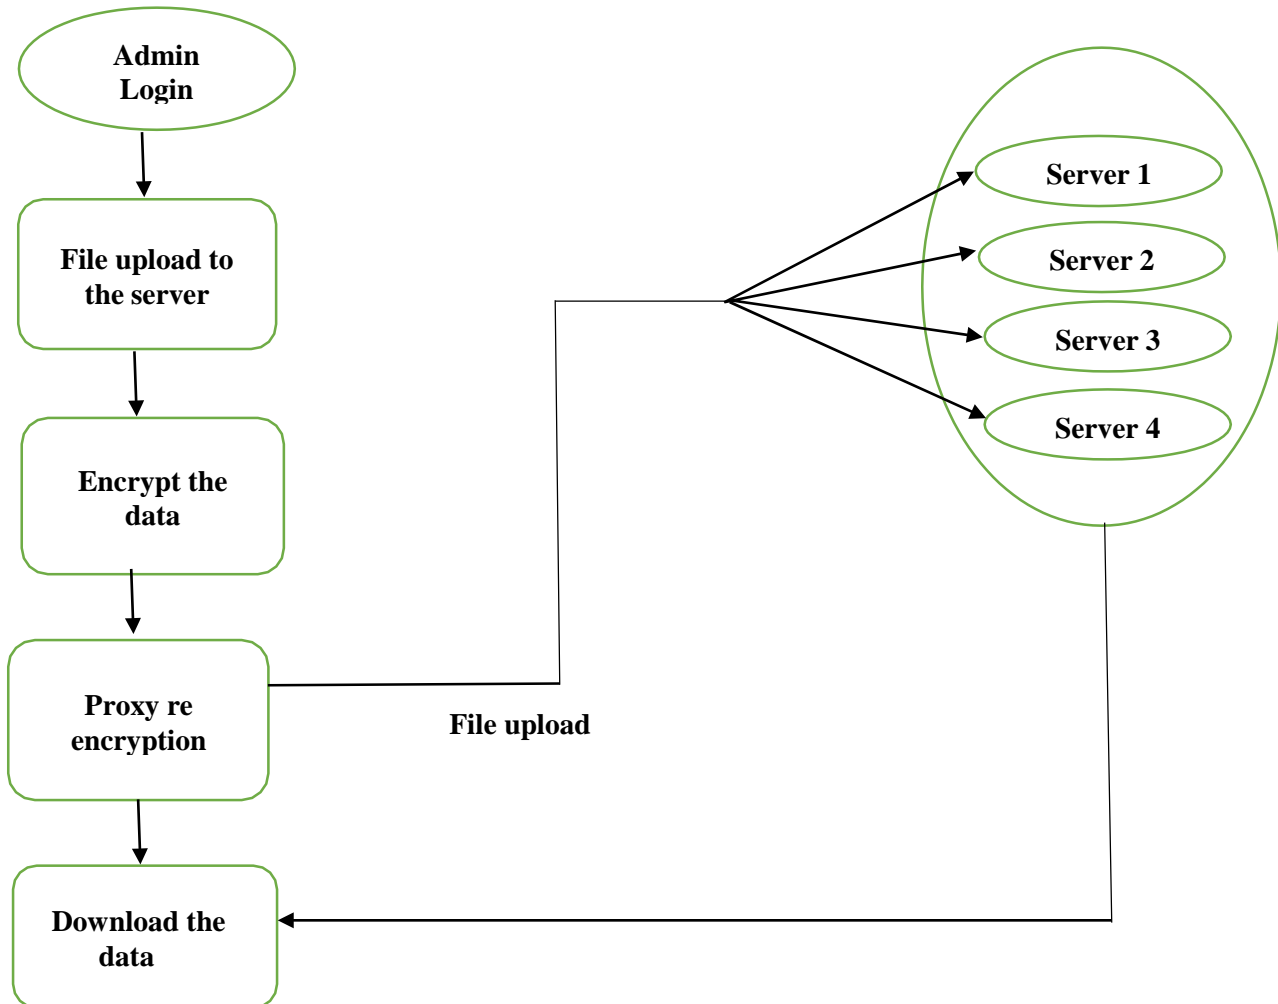 Admin
Login
File upload to
the server
Encrypt the
data
Proxy re
encryption
Download the
data
File upload
Server 1
Server 2
Server 3
Server 4